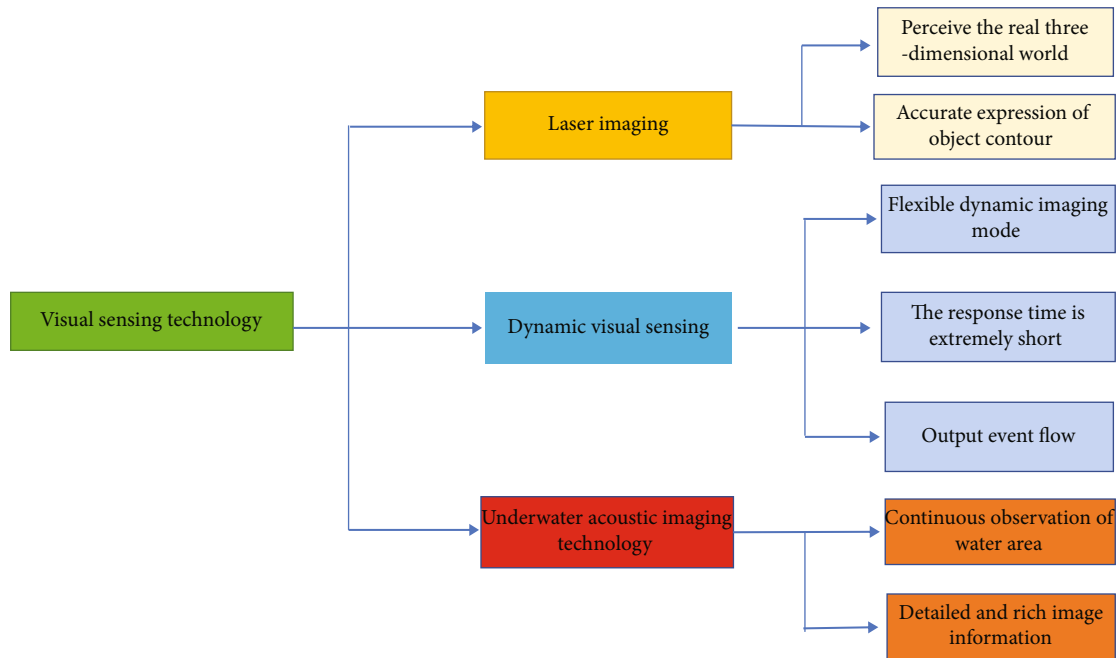 Perceive the real three
-dimensional world
Laser imaging
Accurate expression of
object contour
Flexible dynamic imaging
mode
Visual sensing technology
Dynamic visual sensing
The response time is
extremely short
Output event flow
Underwater acoustic imaging
technology
Continuous observation of
water area
Detailed and rich image
information